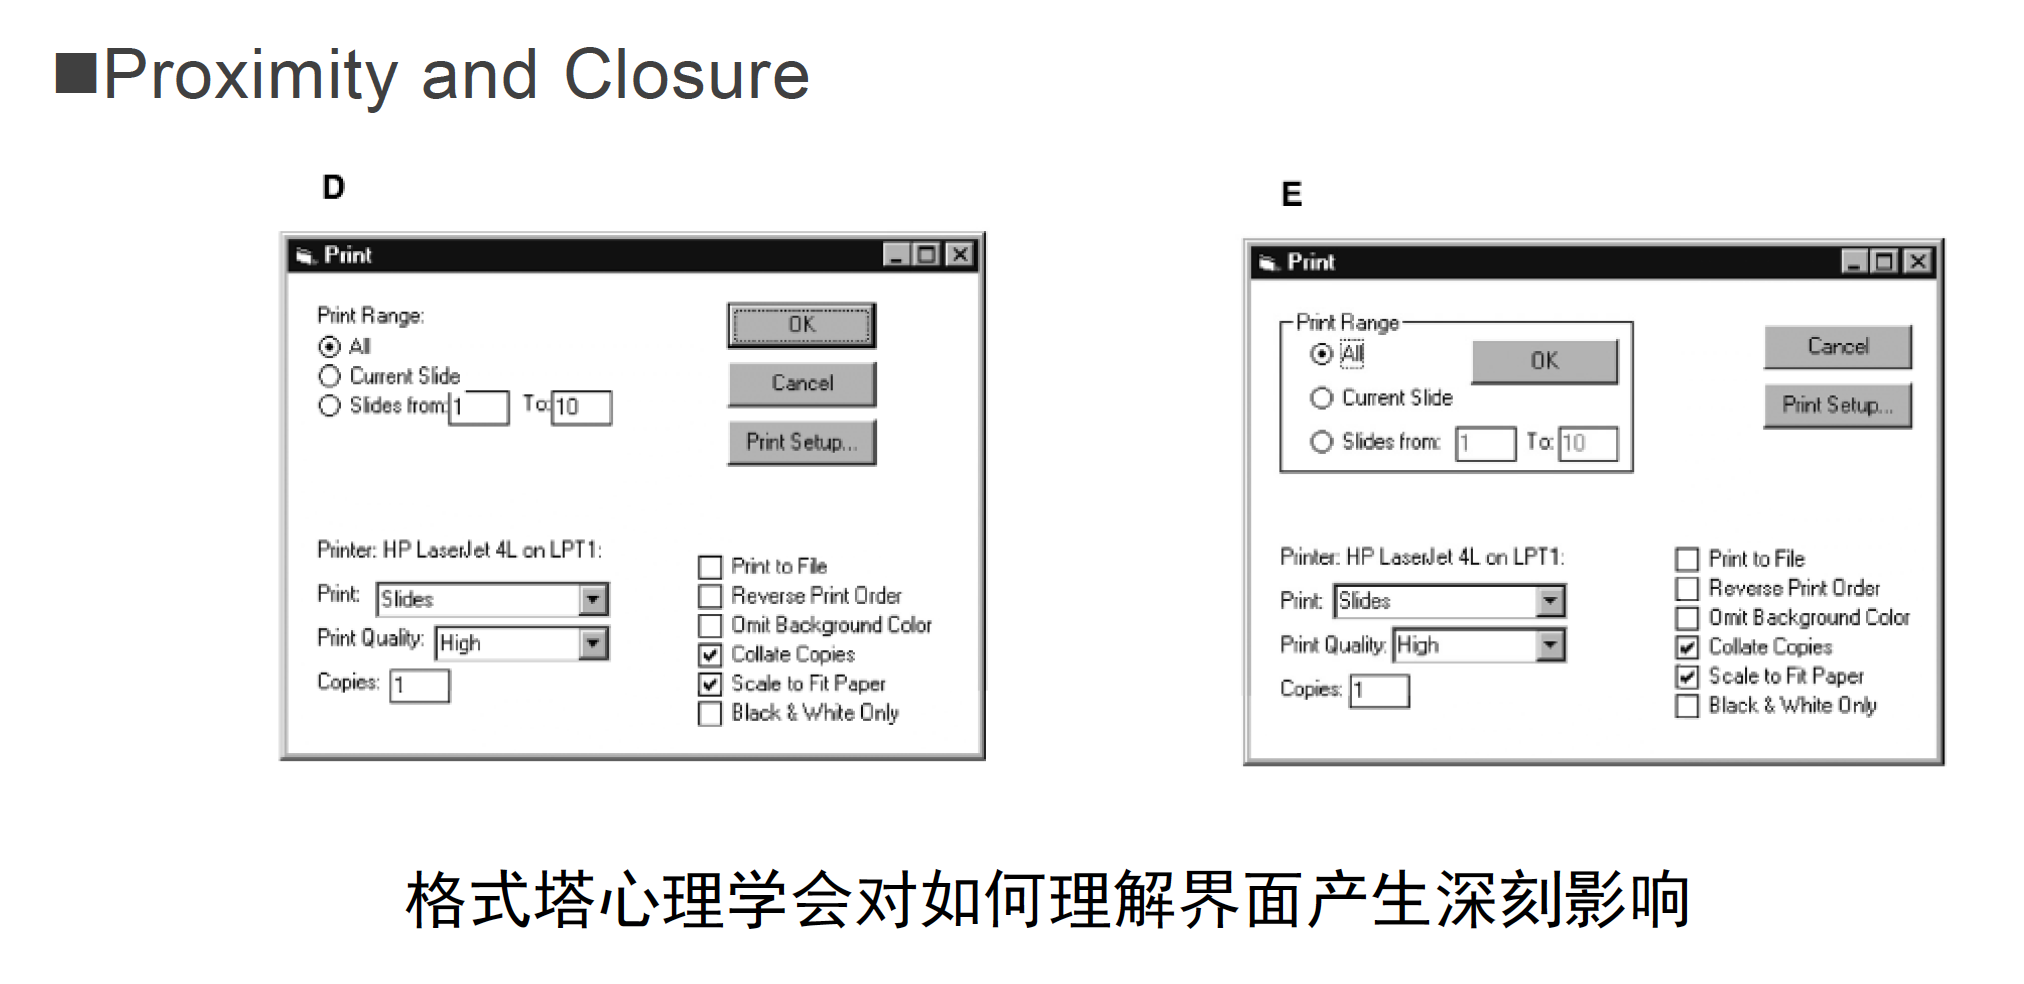 ■Proximity and Closure
D
Print
Print Range:
All
Current Slide
Slides from: 1 To: 10
OK
Cancel
Print Setup...
Printer: HP LaserJet 4L on LPT1:
Print: Slides
Print Quality: High
Copies: 1
Print to File
Reverse Print Order
Omit Background Color
Collate Copies
Scale to Fit Paper
Black & White Only
E
Print
Print Range
All
OK
Current Slide
Slides from: 1 To: 10
Cancel
Print Setup...
Printer: HP LaserJet 4L on LPT1:
Print: Slides
Print Quality: High
Copies: 1
Print to File
Reverse Print Order
Omit Background Color
Collate Copies
Scale to Fit Paper
Black & White Only
格式塔心理学会对如何理解界面产生深刻影响